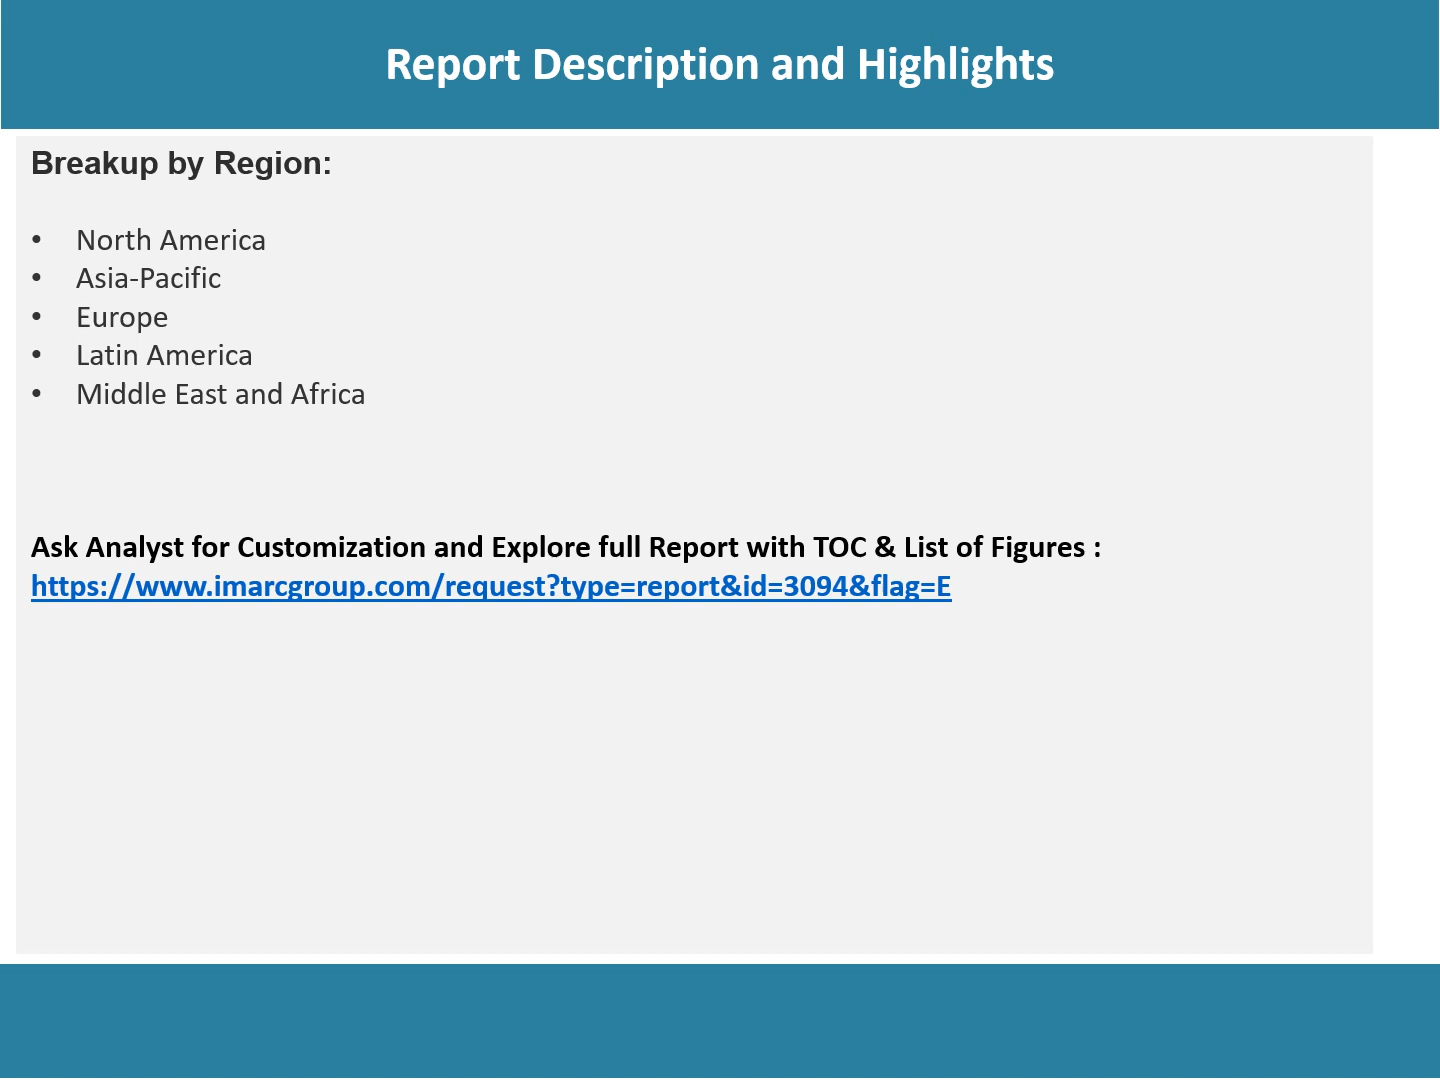 Report Description and Highlights
Breakup by Region:
• North America
• Asia-Pacific
• Europe
• Latin America
• Middle East and Africa
Ask Analyst for Customization and Explore full Report with TOC & List of Figures :
https://www.imarcgroup.com/request?type=report&id=3094&flag=E